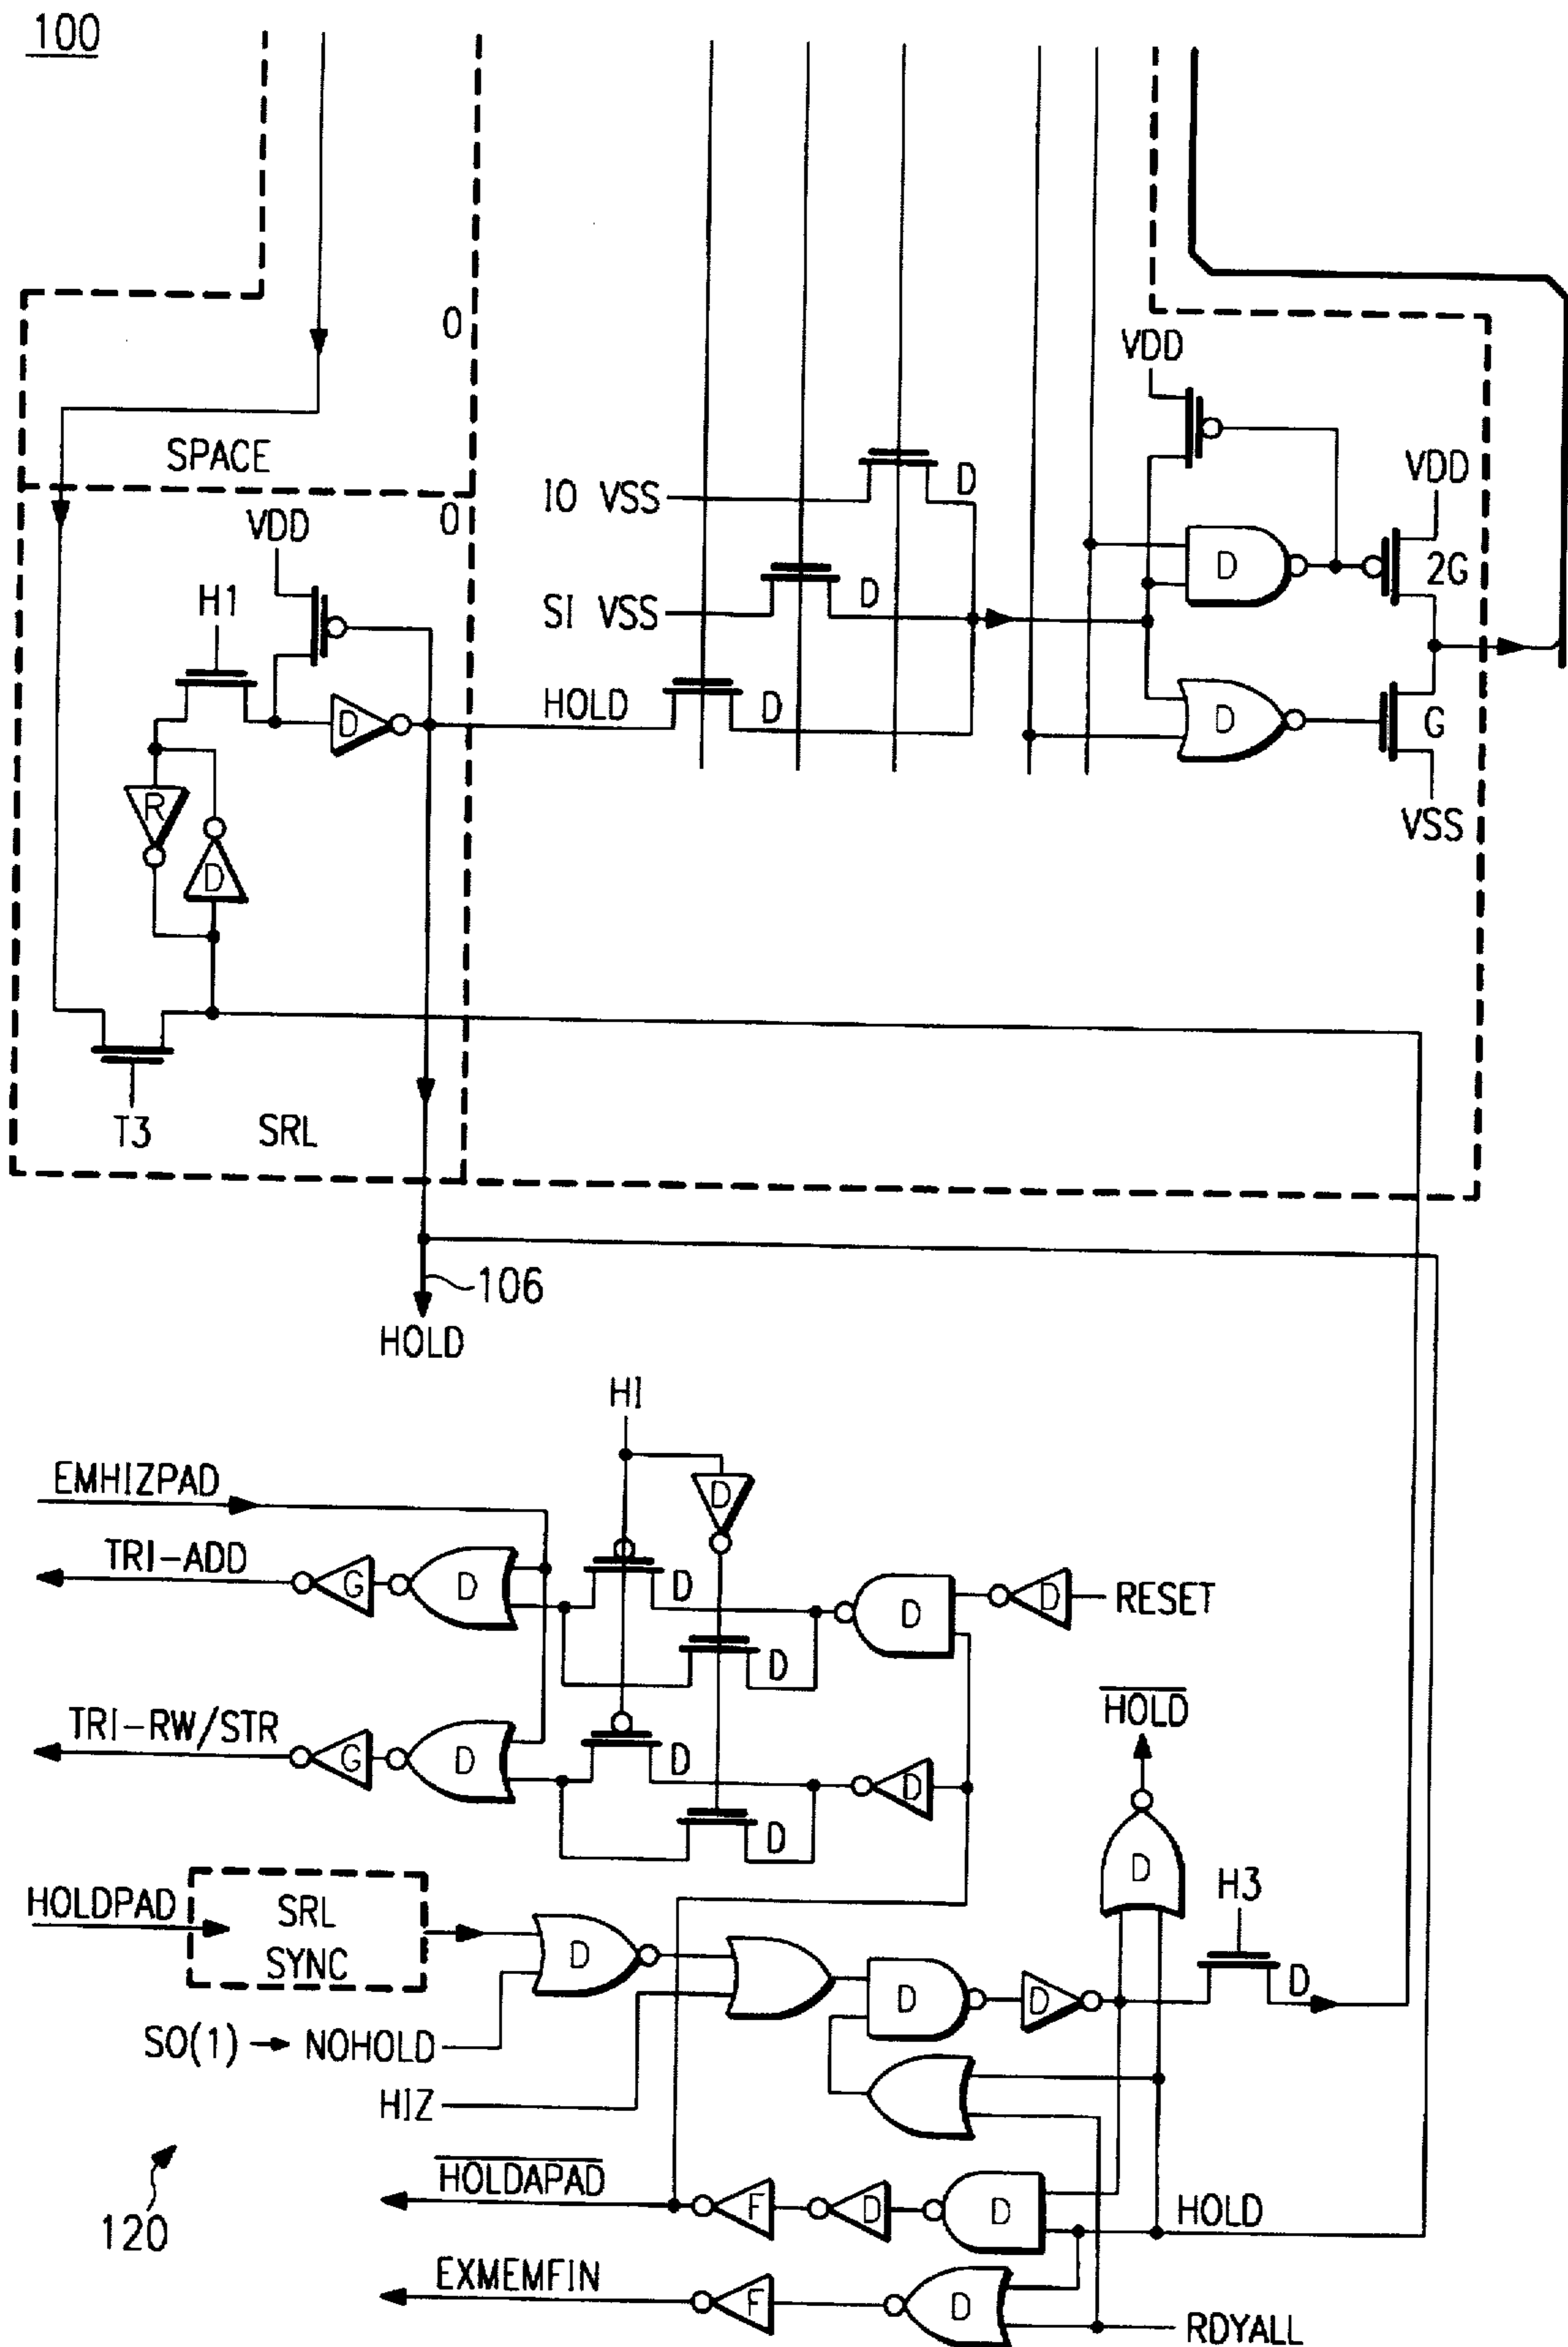 100
0
VDD
SPACE
IO VSS
D
VDD
0
VDD
D
2G
H1
SI VSS
D
HOLD
D
D
D
G
R
VSS
D
T3
SRL
106
HOLD
HI
EMHIZPAD
D
TRI-ADD
G
D
D
D
D
RESET
D
TRI-RW/STR
G
D
D
D
HOLD
D
D
H3
HOLDPAD
SRL
SYNC
D
D
D
D
SO(1) → NOHOLD
HIZ
HOLDAPAD
F
D
D
HOLD
120
EXMEMFIN
F
D
RDYALL